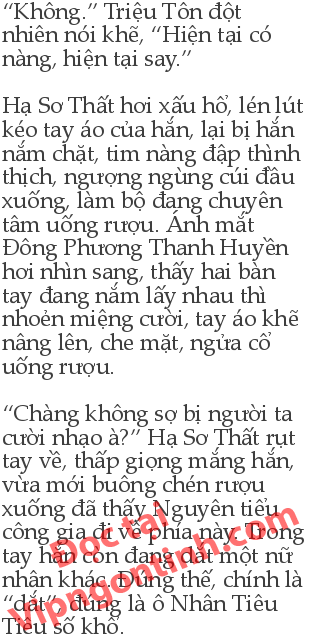 “Không.” Triệu Tôn đột
nhiên nói khẽ, “Hiện tại có
nàng, hiện tại say.”
Hạ Sơ Thất hơi xấu hổ, lén lút
kéo tay áo của hắn, lại bị hắn
nắm chặt, tim nàng đập thình
thịch, ngượng ngùng cúi đầu
xuống, làm bộ đang chuyên
tâm uống rượu. Ánh mắt
Đông Phương Thanh Huyền
hơi nhìn sang, thấy hai bàn
tay đang nắm lấy nhau thì
nhoẻn miệng cười, tay áo khẽ
nâng lên, che mặt, ngửa cổ
uống rượu.
“Chàng không sợ bị người ta
cười nhạo à?” Hạ Sơ Thất rụt
tay về, thấp giọng mắng hắn,
vừa mới buông chén rượu
xuống đã thấy Nguyên tiểu
công gia đi về phía này. Trong
tay hắn còn đang dắt một nữ
nhân khác. Đúng thế, chính là
“dắt”, đúng là ô Nhân Tiêu
Tiêu số khổ.
Doc tai
Vipngontinh.com